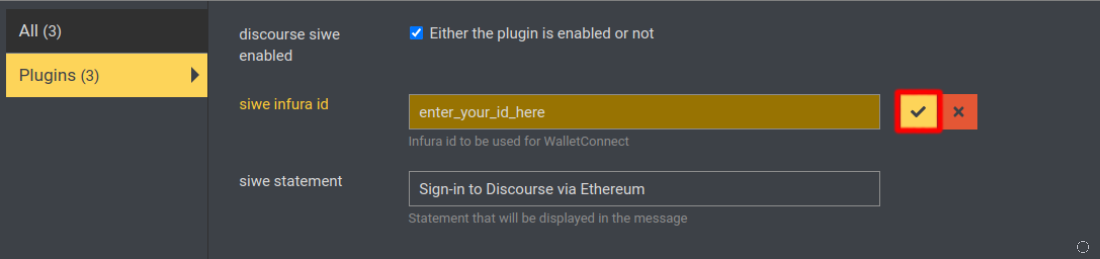 All (3)
Plugins (3)
discourse siwe
enabled
Either the plugin is enabled or not
siwe infura id
enter_your_id_here
Infura id to be used for WalletConnect
siwe statement
Sign-in to Discourse via Ethereum
Statement that will be displayed in the message